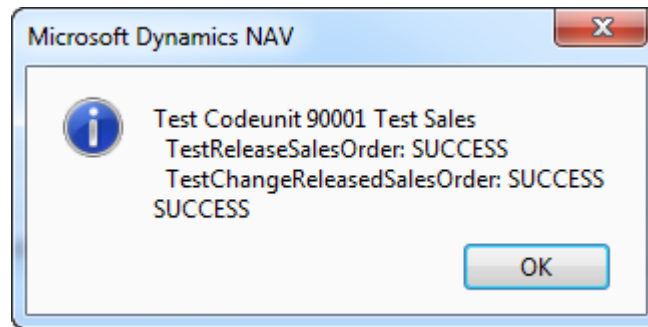 Microsoft Dynamics NAV
Test Codeunit 90001 Test Sales
TestReleaseSalesOrder: SUCCESS
TestChangeReleasedSalesOrder: SUCCESS
SUCCESS
OK